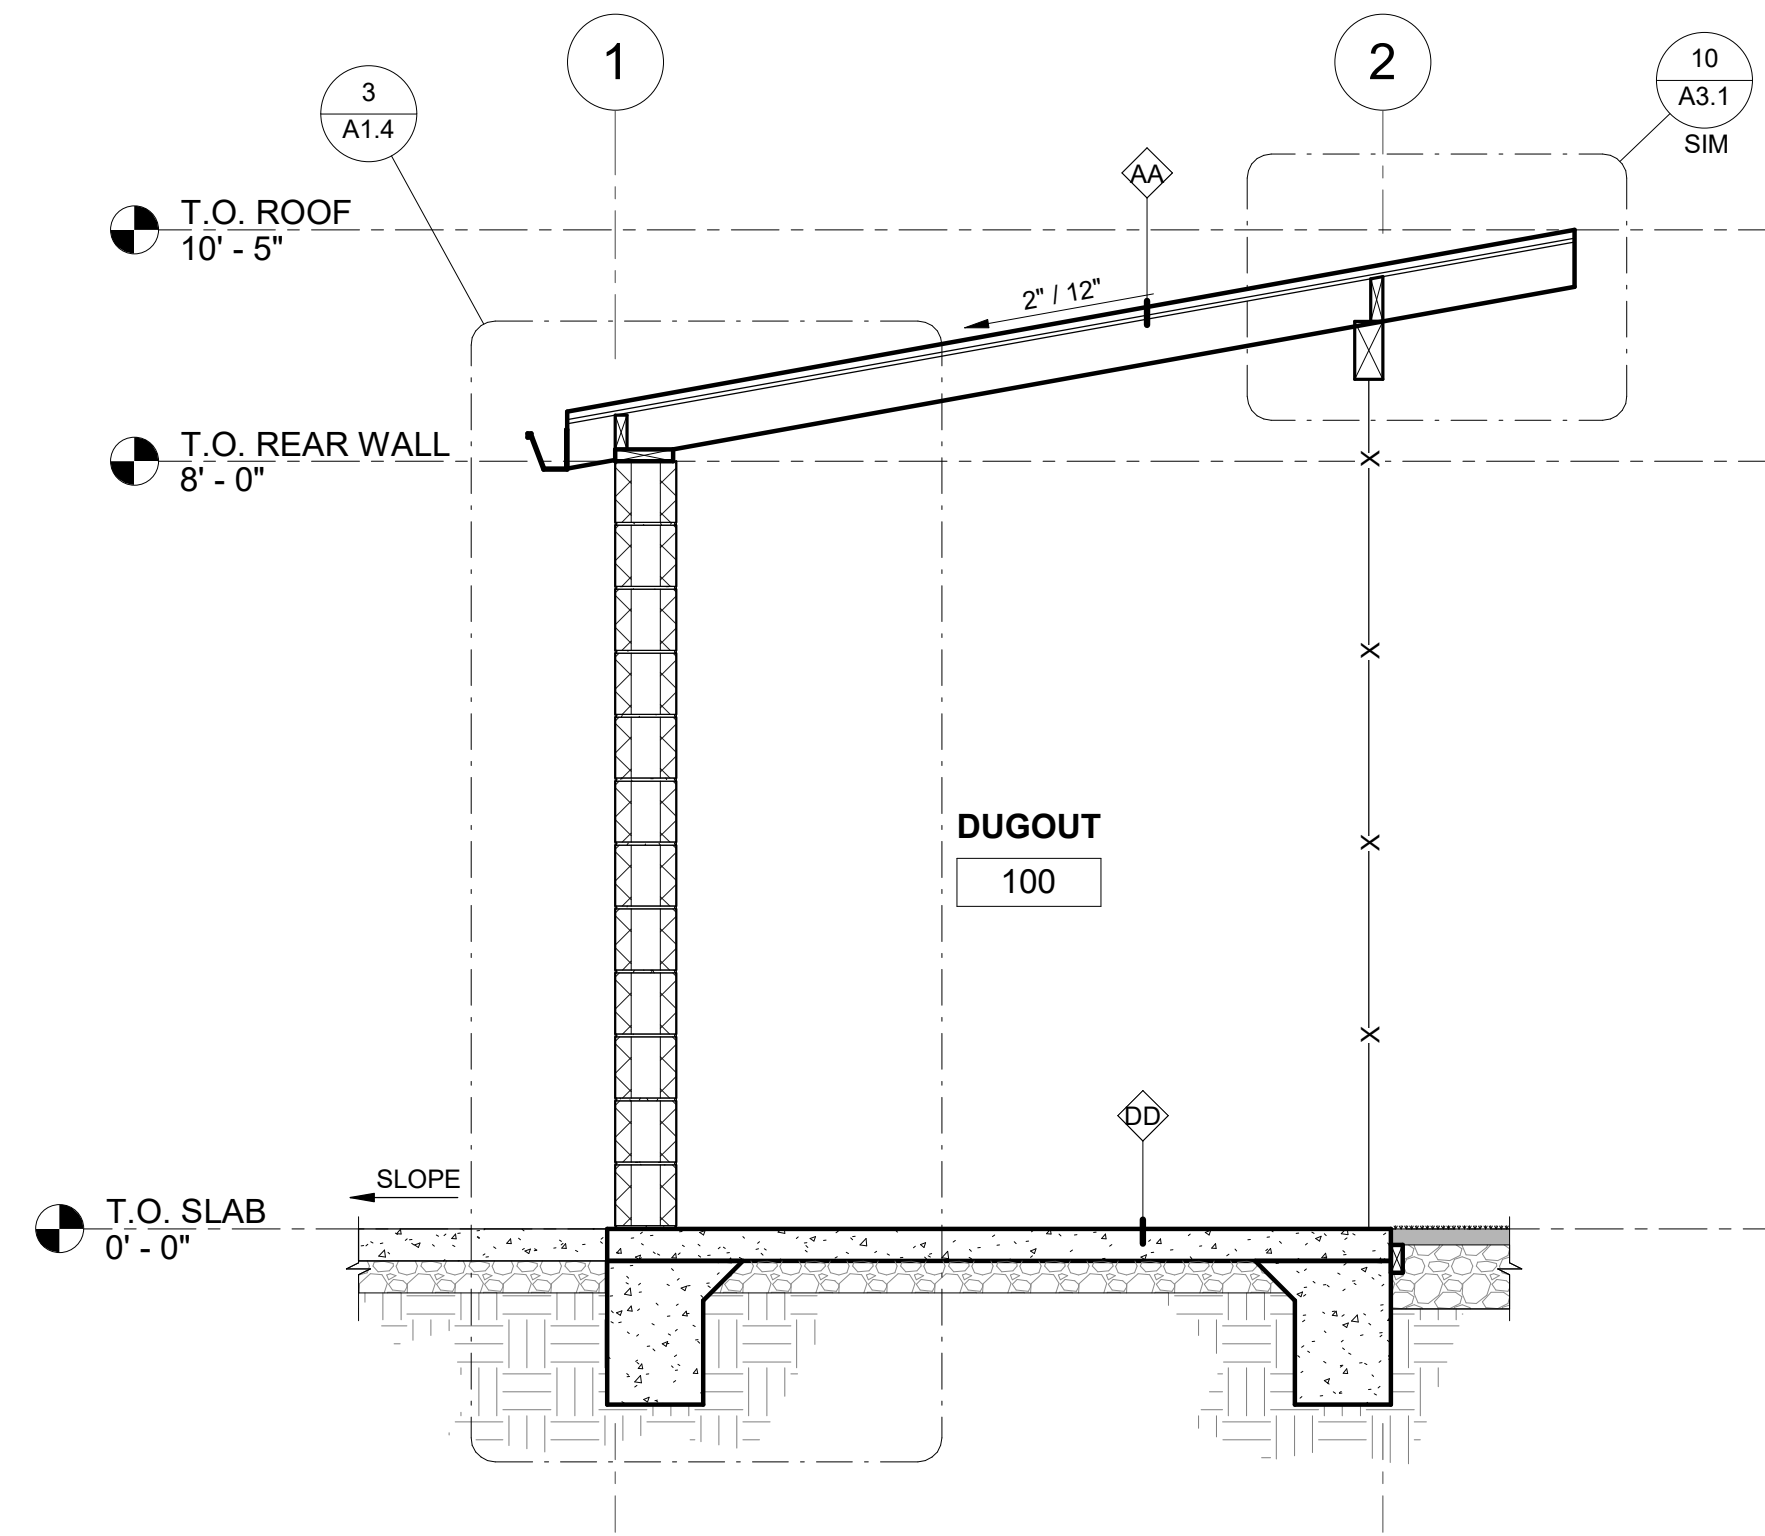 1
2
3
A1.4
10
A3.1
SIM
AA
T.O. ROOF
10' - 5"
2" / 12"
T.O. REAR WALL
8' - 0"
X
X
X
X
DUGOUT
100
DD
SLOPE
T.O. SLAB
0' - 0"